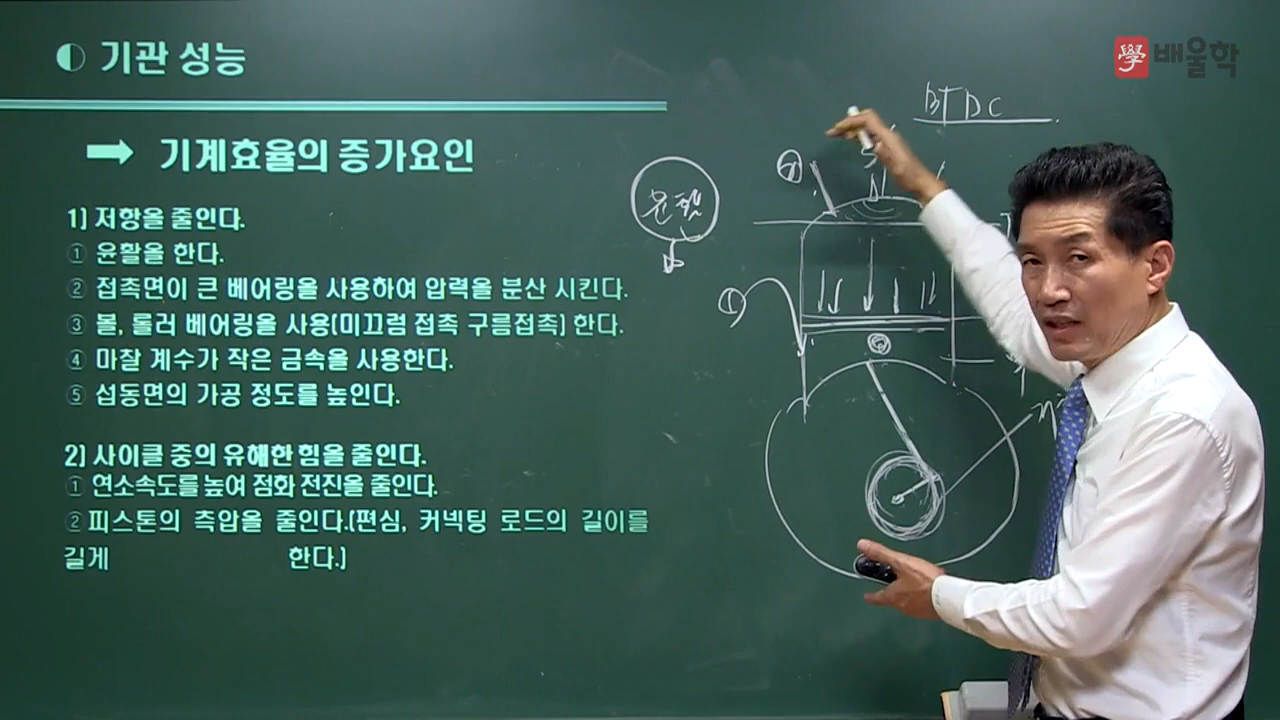 기관 성능
學 배울학
➡ 기계효율의 증가요인
1] 저항을 줄인다.
① 윤활을 한다.
② 접촉면이 큰 베어링을 사용하여 압력을 분산 시킨다.
③ 볼, 롤러 베어링을 사용(미끄럼 접촉 구름접촉) 한다.
④ 마찰 계수가 작은 금속을 사용한다.
⑤ 섭동면의 가공 정도를 높인다.
2] 사이클 중의 유해한 힘을 줄인다.
① 연소속도를 높여 점화 전진을 줄인다.
② 피스톤의 측압을 줄인다.(편심, 커넥팅 로드의 길이를
길게 한다.)
BTDC
①